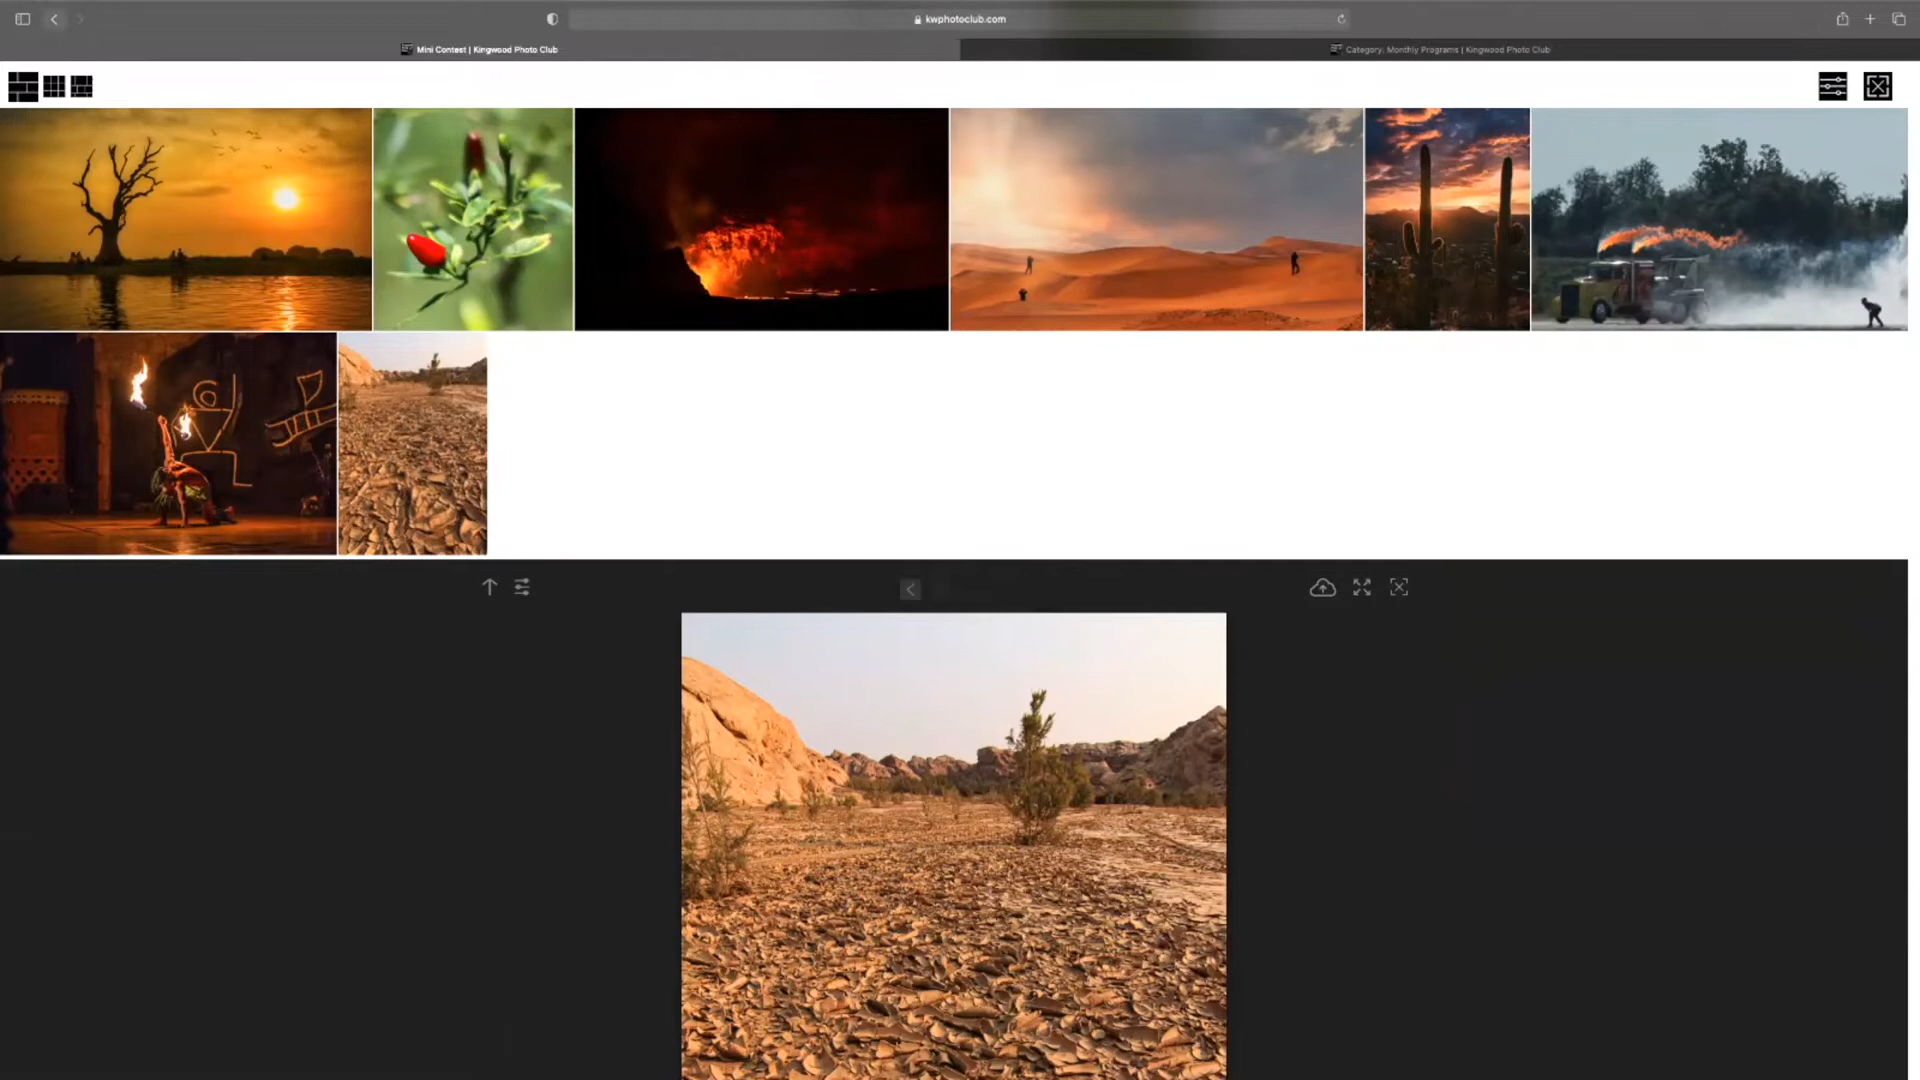 kwphotoclub.com
Mini Contest | Kingwood Photo Club
Category: Monthly Programs | Kingwood Photo Club